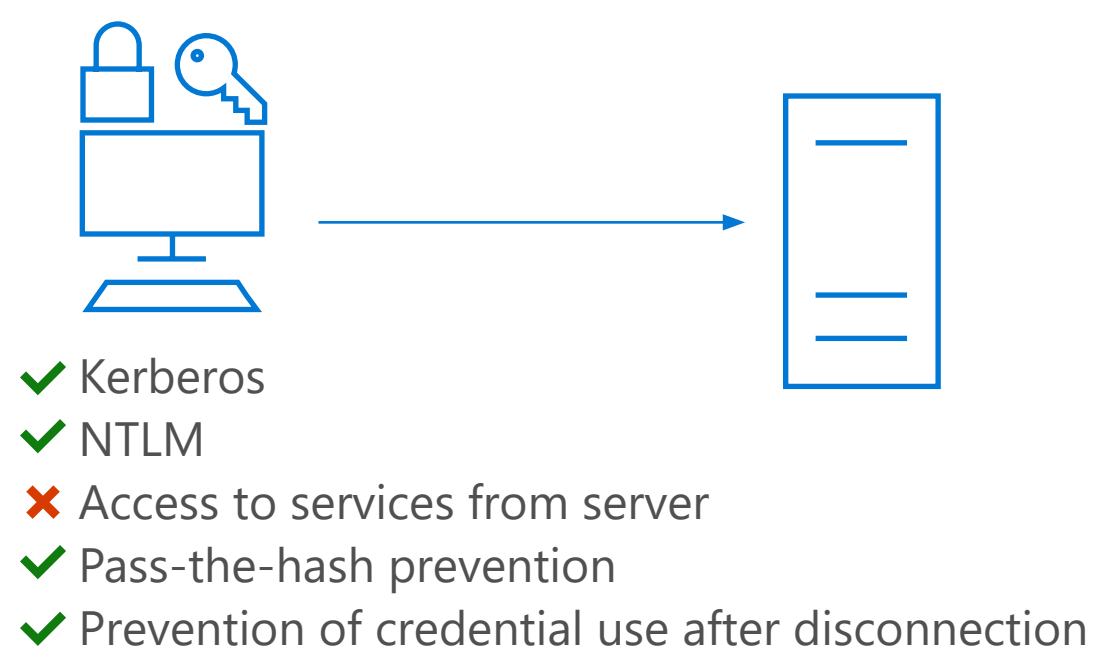 Kerberos
NTLM
Access to services from server
Pass-the-hash prevention
Prevention of credential use after disconnection